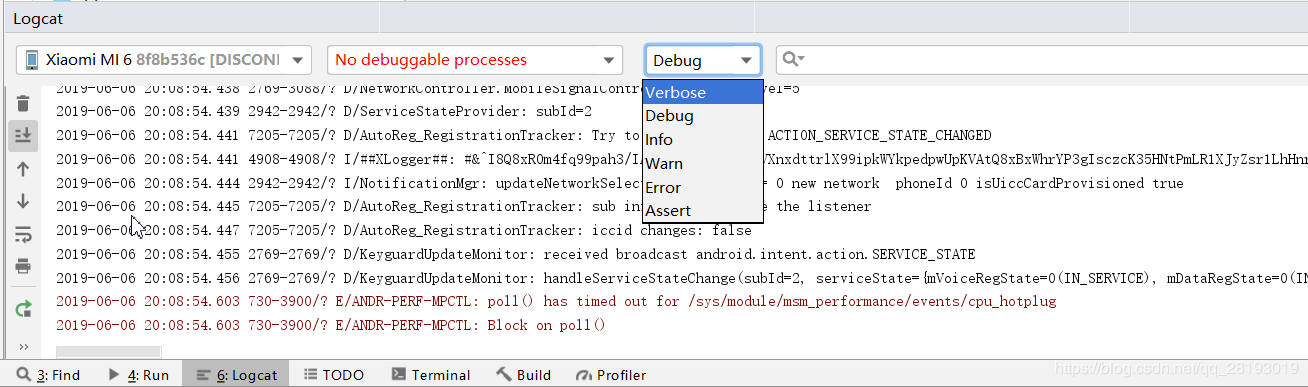 Logcat
Xiaomi MI 6 8f8b536c [DISCONI
No debuggable processes
Debug
Verbose
Debug
Info
Warn
Error
Assert
2019-06-06 20:08:54.438 2769-3088/? D/NetworkController.MobileSignalContro vel=5
2019-06-06 20:08:54.439 2942-2942/? D/ServiceStateProvider: subId=2
2019-06-06 20:08:54.441 7205-7205/? D/AutoReg_RegistrationTracker: Try to ACTION_SERVICE_STATE_CHANGED
2019-06-06 20:08:54.441 4908-4908/? I/##XLogger##: #&^I8Q8xROm4fq99pah3/I
2019-06-06 20:08:54.444 2942-2942/? I/NotificationMgr: updateNetworkSelec = 0 new network phoneId 0 isUiccCardProvisioned true
2019-06-06 20:08:54.445 7205-7205/? D/AutoReg_RegistrationTracker: sub in e the listener
2019-06-06 20:08:54.447 7205-7205/? D/AutoReg_RegistrationTracker: iccid changes: false
2019-06-06 20:08:54.455 2769-2769/? D/KeyguardUpdateMonitor: received broadcast android.intent.action.SERVICE_STATE
2019-06-06 20:08:54.456 2769-2769/? D/KeyguardUpdateMonitor: handleServiceStateChange(subId=2, serviceState={mVoiceRegState=0(IN_SERVICE), mDataRegState=0(IN
2019-06-06 20:08:54.603 730-3900/? E/ANDR-PERF-MPCTL: poll() has timed out for /sys/module/msm_performance/events/cpu_hotplug
2019-06-06 20:08:54.603 730-3900/? E/ANDR-PERF-MPCTL: Block on poll()
3: Find 4: Run 6: Logcat TODO Terminal Build Profiler
https://blog.csdn.net/qq_28193019